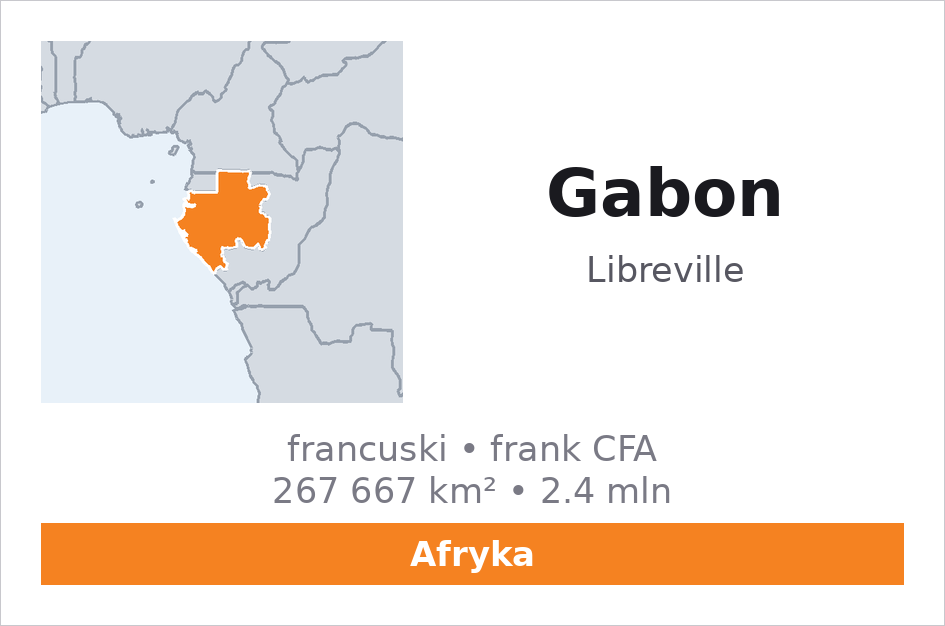 Gabon
Libreville
francuski • frank CFA
267 667 km² • 2.4 mln
Afryka